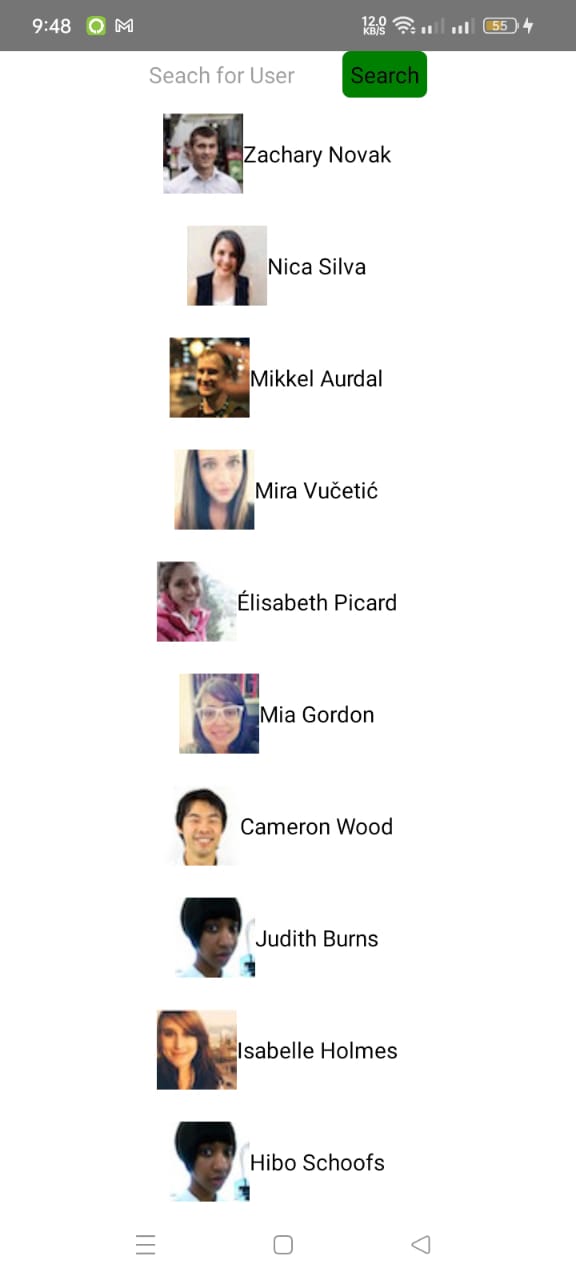 9:48 12.0 KB/S 55
Seach for User Search
Zachary Novak
Nica Silva
Mikkel Aurdal
Mira Vučetić
Élisabeth Picard
Mia Gordon
Cameron Wood
Judith Burns
Isabelle Holmes
Hibo Schoofs